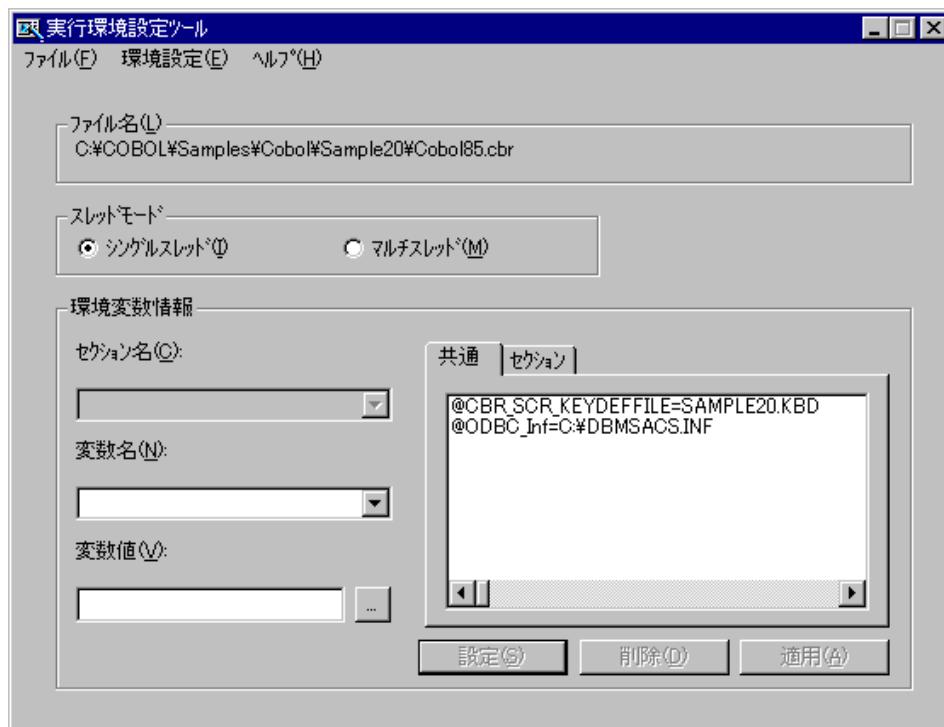 実行環境設定ツール
ファイル(F) 環境設定(E) ヘルプ(H)
ファイル名(L)
C:¥COBOL¥Samples¥Cobol¥Sample20¥Cobol85.cbr
スレッドモード
シングルスレッド(I) マルチスレッド(M)
環境変数情報
セクション名(C):
共通 セクション
@CBR_SCR_KEYDEFFILE=SAMPLE20.KBD
@ODBC_Inf=C:¥DBMSACS.INF
変数名(N):
変数値(V):
...
設定(S) 削除(D) 適用(A)